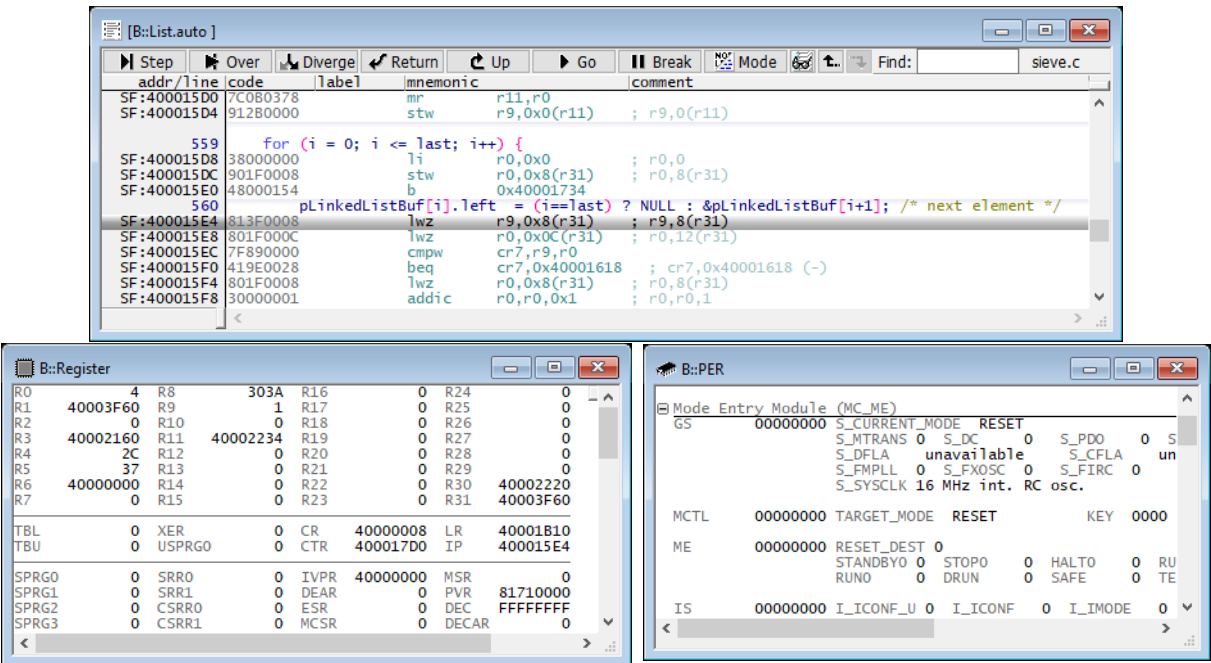 [B::List.auto ]
Step Over Diverge Return Up Go Break Mode t.. Find: sieve.c
addr/line code label mnemonic comment
SF:400015D0 7C0B0378 mr r11,r0
SF:400015D4 912B0000 stw r9,0x0(r11) ; r9,0(r11)
559 for (i = 0; i <= last; i++) {
SF:400015D8 38000000 li r0,0x0 ; r0,0
SF:400015DC 901F0008 stw r0,0x8(r31) ; r0,8(r31)
SF:400015E0 48000154 b 0x40001734
560 pLinkedListBuf[i].left = (i==last) ? NULL : &pLinkedListBuf[i+1]; /* next element */
SF:400015E4 813F0008 lwz r9,0x8(r31) ; r9,8(r31)
SF:400015E8 801F000C lwz r0,0x0C(r31) ; r0,12(r31)
SF:400015EC 7F890000 cmpw cr7,r9,r0
SF:400015F0 419E0028 beq cr7,0x40001618 ; cr7,0x40001618 (-)
SF:400015F4 801F0008 lwz r0,0x8(r31) ; r0,8(r31)
SF:400015F8 30000001 addic r0,r0,0x1 ; r0,r0,1
B::Register
R0 4 R8 303A R16 0 R24 0
R1 40003F60 R9 1 R17 0 R25 0
R2 0 R10 0 R18 0 R26 0
R3 40002160 R11 40002234 R19 0 R27 0
R4 2C R12 0 R20 0 R28 0
R5 37 R13 0 R21 0 R29 0
R6 40000000 R14 0 R22 0 R30 40002220
R7 0 R15 0 R23 0 R31 40003F60
TBL 0 XER 0 CR 40000008 LR 40001B10
TBU 0 USPRG0 0 CTR 400017D0 IP 400015E4
SPRG0 0 SRR0 0 IVPR 40000000 MSR 0
SPRG1 0 SRR1 0 DEAR 0 PVR 81710000
SPRG2 0 CSRR0 0 ESR 0 DEC FFFFFFFF
SPRG3 0 CSRR1 0 MCSR 0 DECAR 0
B::PER
Mode Entry Module (MC_ME)
GS 00000000 S_CURRENT_MODE RESET
S_MTRANS 0 S_DC 0 S_PDO 0 S
S_DFLA unavailable S_CFLA un
S_FMPLL 0 S_FXOSC 0 S_FIRC 0
S_SYSCLK 16 MHz int. RC osc.
MCTL 00000000 TARGET_MODE RESET KEY 0000
ME 00000000 RESET_DEST 0
STANDBY0 0 STOP0 0 HALT0 0 RU
RUN0 0 DRUN 0 SAFE 0 TE
IS 00000000 I_ICONF_U 0 I_ICONF 0 I_IMODE 0